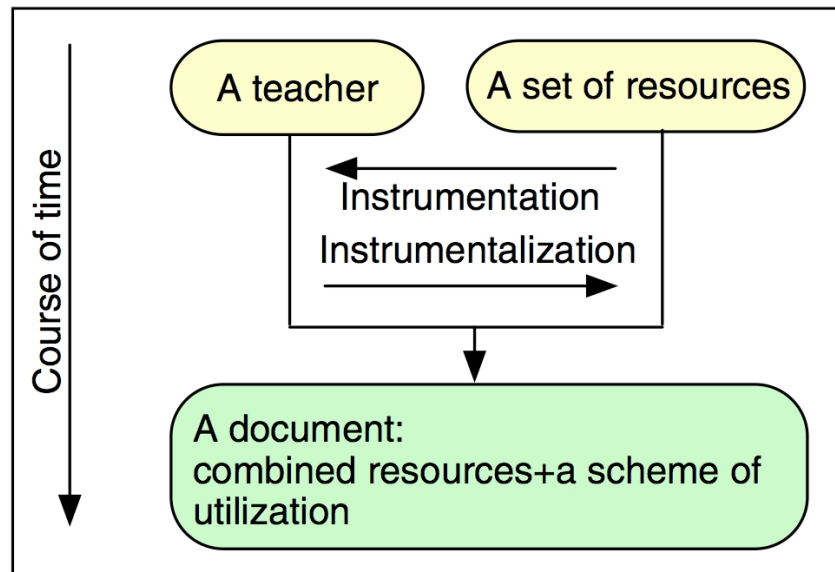 A teacher
A set of resources
Instrumentation
Instrumentalization
Course of time
A document:
combined resources+a scheme of
utilization